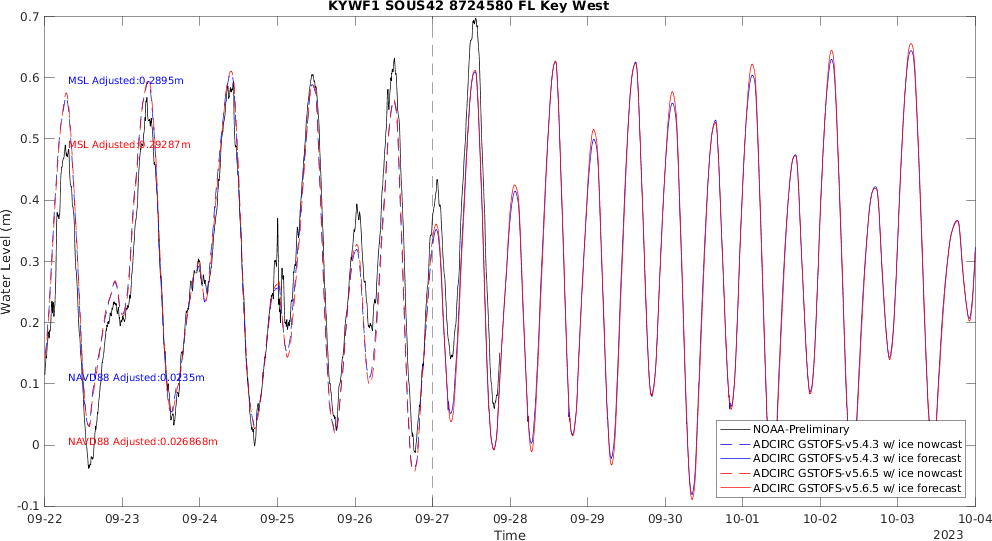 KYWF1 SOUS42 8724580 FL Key West
0.7
0.6
0.5
0.4
0.3
0.2
0.1
0
-0.1
Water Level (m)
MSL Adjusted:0.2895m
MSL Adjusted:0.29287m
NAVD88 Adjusted:0.0235m
NAVD88 Adjusted:0.026868m
NOAA-Preliminary
ADCIRC GSTOFS-v5.4.3 w/ ice nowcast
ADCIRC GSTOFS-v5.4.3 w/ ice forecast
ADCIRC GSTOFS-v5.6.5 w/ ice nowcast
ADCIRC GSTOFS-v5.6.5 w/ ice forecast
09-22 09-23 09-24 09-25 09-26 09-27 09-28 09-29 09-30 10-01 10-02 10-03 10-04
Time
2023